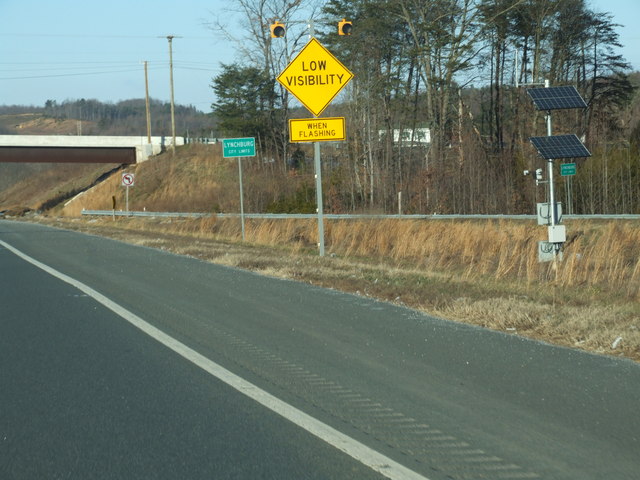 LOW
VISIBILITY
WHEN
FLASHING
LYNCHBURG
CITY LIMITS